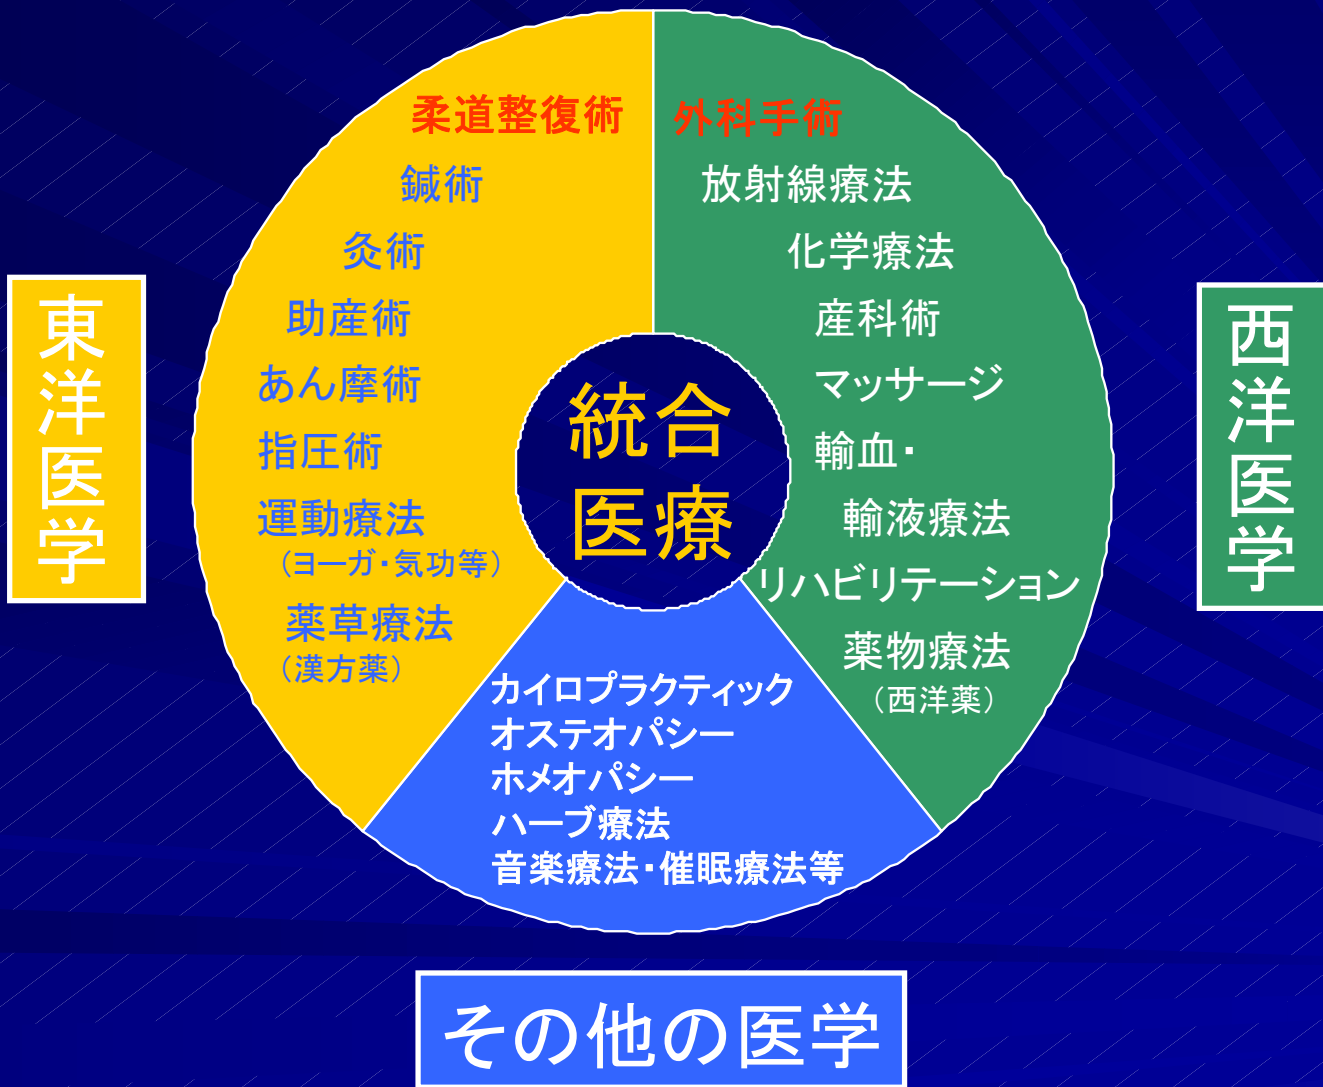 東洋医学
柔道整復術
鍼術
灸術
助産術
あん摩術
指圧術
運動療法
（ヨーガ・気功等）
薬草療法
（漢方薬）
統合
医療
外科手術
放射線療法
化学療法
産科術
マッサージ
輸血・
輸液療法
リハビリテーション
薬物療法
（西洋薬）
西洋医学
カイロプラクティック
オステオパシー
ホメオパシー
ハーブ療法
音楽療法・催眠療法等
その他の医学